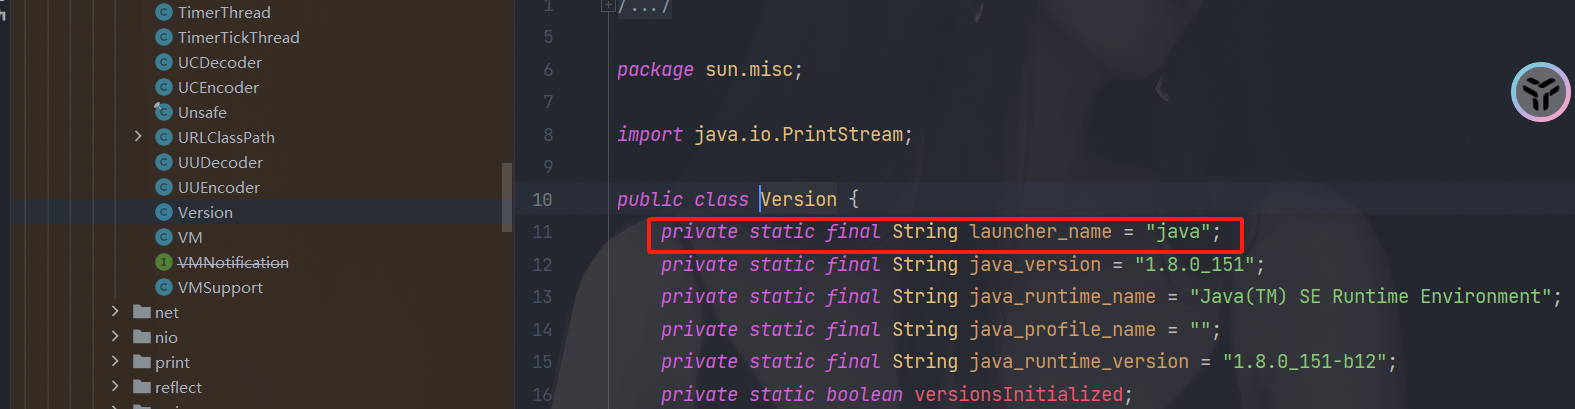 TimerThread
TimerTickThread
UCDecoder
UCEncoder
Unsafe
URLClassPath
UUDecoder
UUEncoder
Version
VM
VMNotification
VMSupport
net
nio
print
reflect
1 /.../
5
6 package sun.misc;
7
8 import java.io.PrintStream;
9
10 public class Version {
11 private static final String launcher_name = "java";
12 private static final String java_version = "1.8.0_151";
13 private static final String java_runtime_name = "Java(TM) SE Runtime Environment";
14 private static final String java_profile_name = "";
15 private static final String java_runtime_version = "1.8.0_151-b12";
16 private static boolean versionsInitialized;